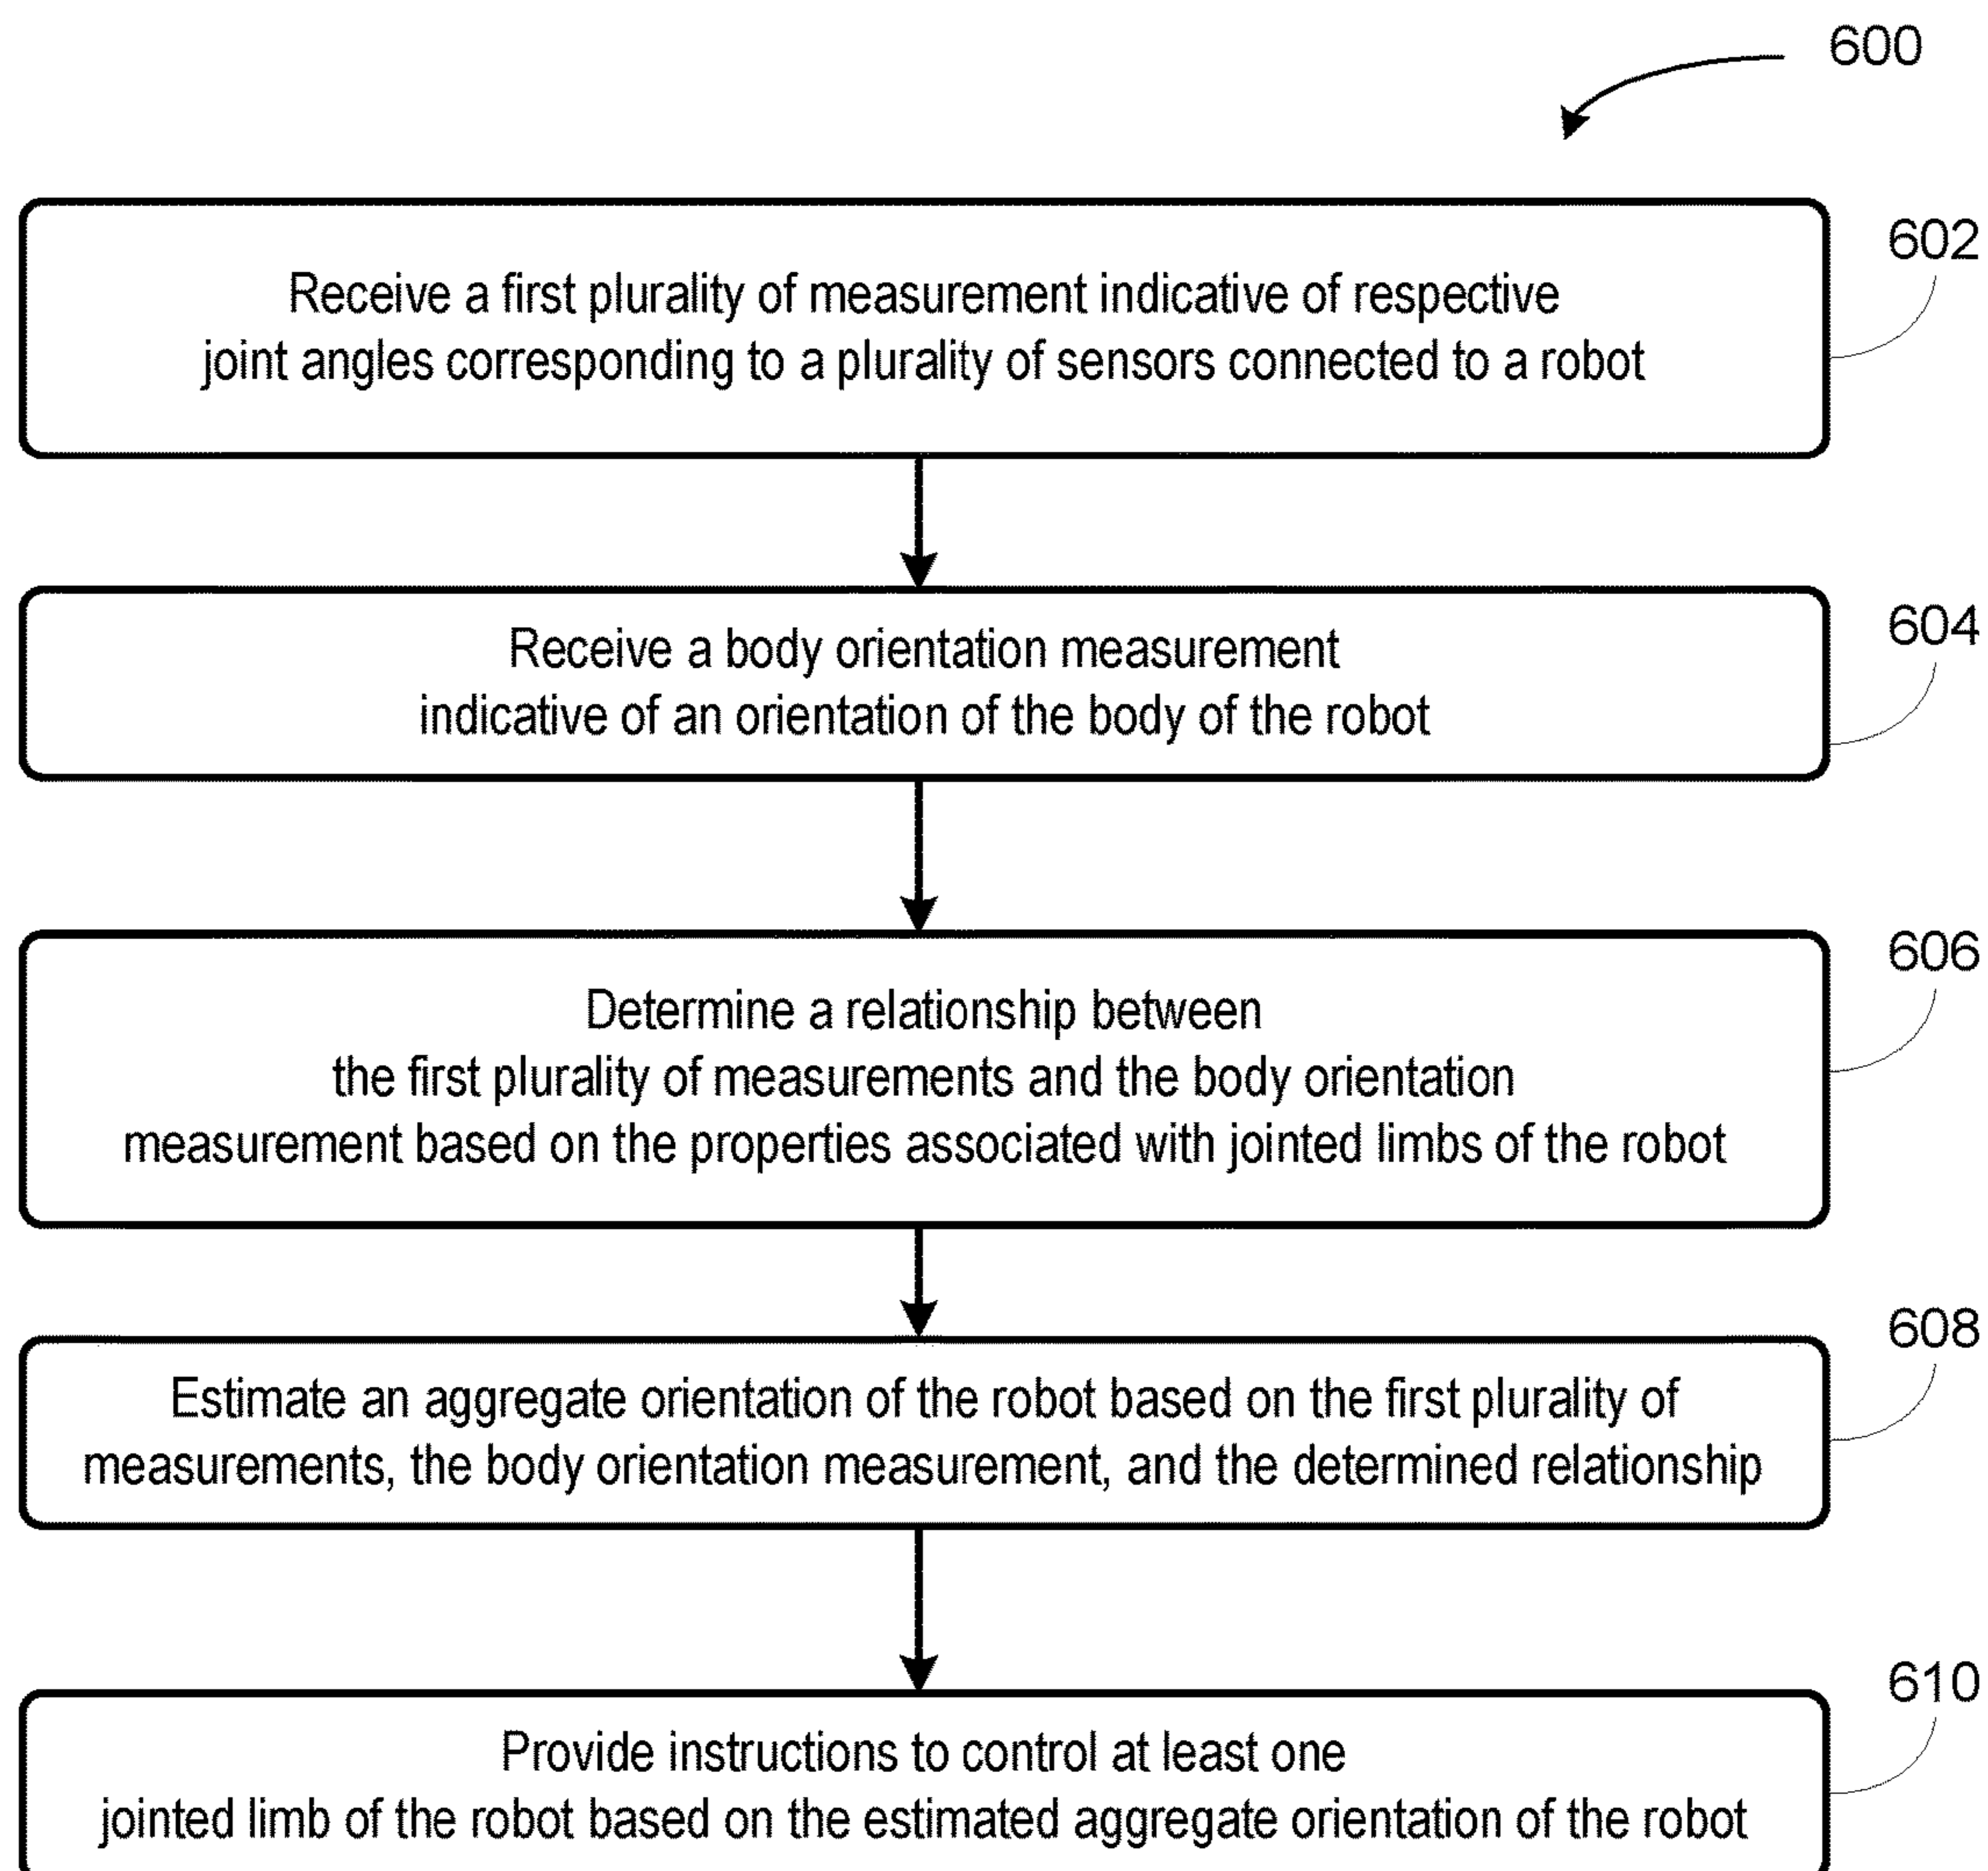 600
Receive a first plurality of measurement indicative of respective
joint angles corresponding to a plurality of sensors connected to a robot
602
Receive a body orientation measurement
indicative of an orientation of the body of the robot
604
Determine a relationship between
the first plurality of measurements and the body orientation
measurement based on the properties associated with jointed limbs of the robot
606
Estimate an aggregate orientation of the robot based on the first plurality of
measurements, the body orientation measurement, and the determined relationship
608
Provide instructions to control at least one
jointed limb of the robot based on the estimated aggregate orientation of the robot
610